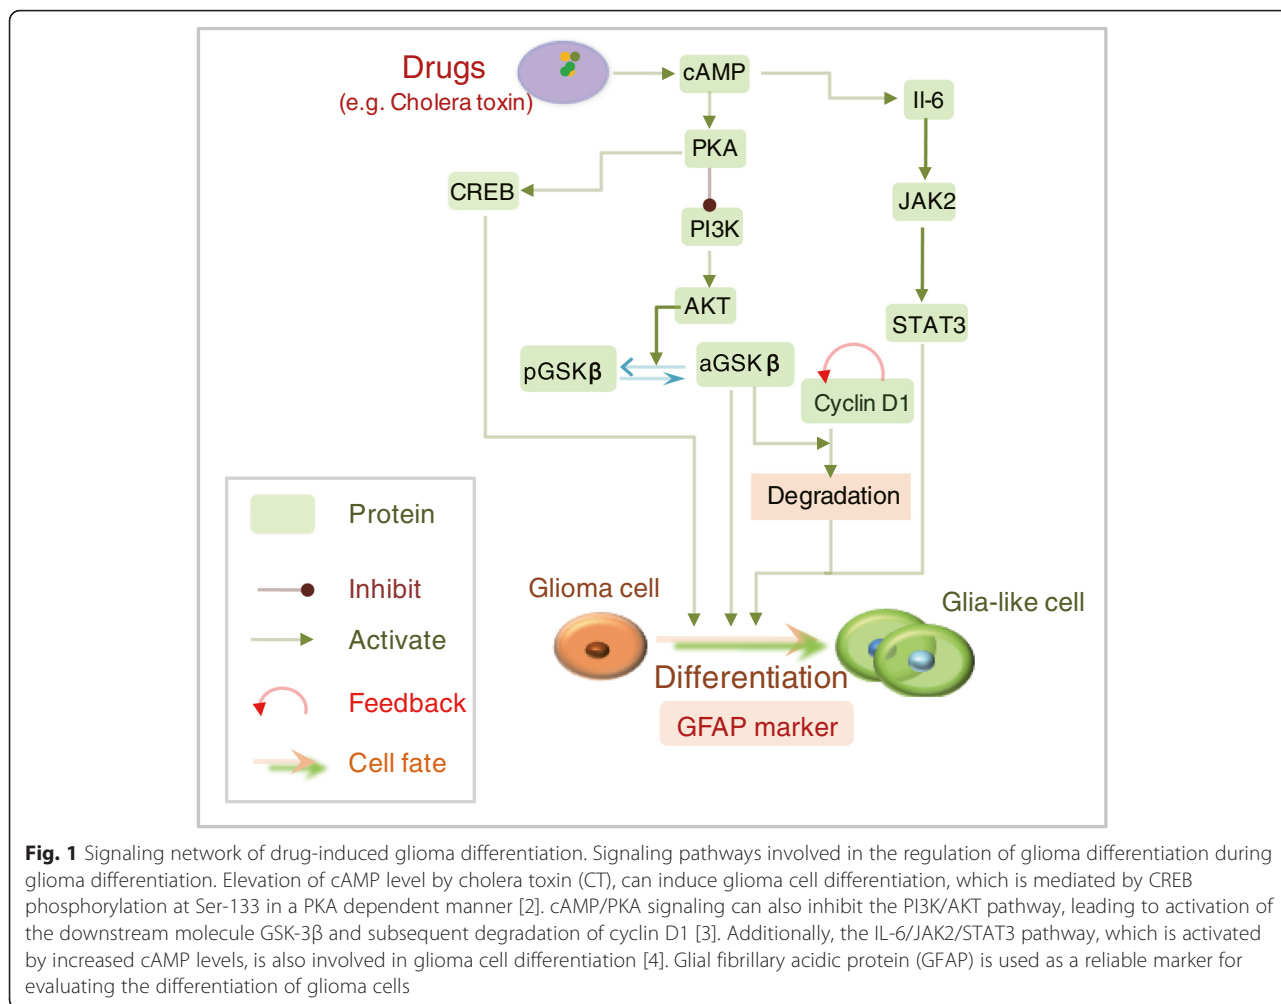 Drugs
(e.g. Cholera toxin)
cAMP
Il-6
PKA
CREB
JAK2
PI3K
AKT
STAT3
pGSKβ
aGSKβ
Cyclin D1
Degradation
Protein
Inhibit
Activate
Feedback
Cell fate
Glioma cell
Glia-like cell
Differentiation
GFAP marker
Fig. 1 Signaling network of drug-induced glioma differentiation. Signaling pathways involved in the regulation of glioma differentiation during
glioma differentiation. Elevation of cAMP level by cholera toxin (CT), can induce glioma cell differentiation, which is mediated by CREB
phosphorylation at Ser-133 in a PKA dependent manner [2]. cAMP/PKA signaling can also inhibit the PI3K/AKT pathway, leading to activation of
the downstream molecule GSK-3β and subsequent degradation of cyclin D1 [3]. Additionally, the IL-6/JAK2/STAT3 pathway, which is activated
by increased cAMP levels, is also involved in glioma cell differentiation [4]. Glial fibrillary acidic protein (GFAP) is used as a reliable marker for
evaluating the differentiation of glioma cells